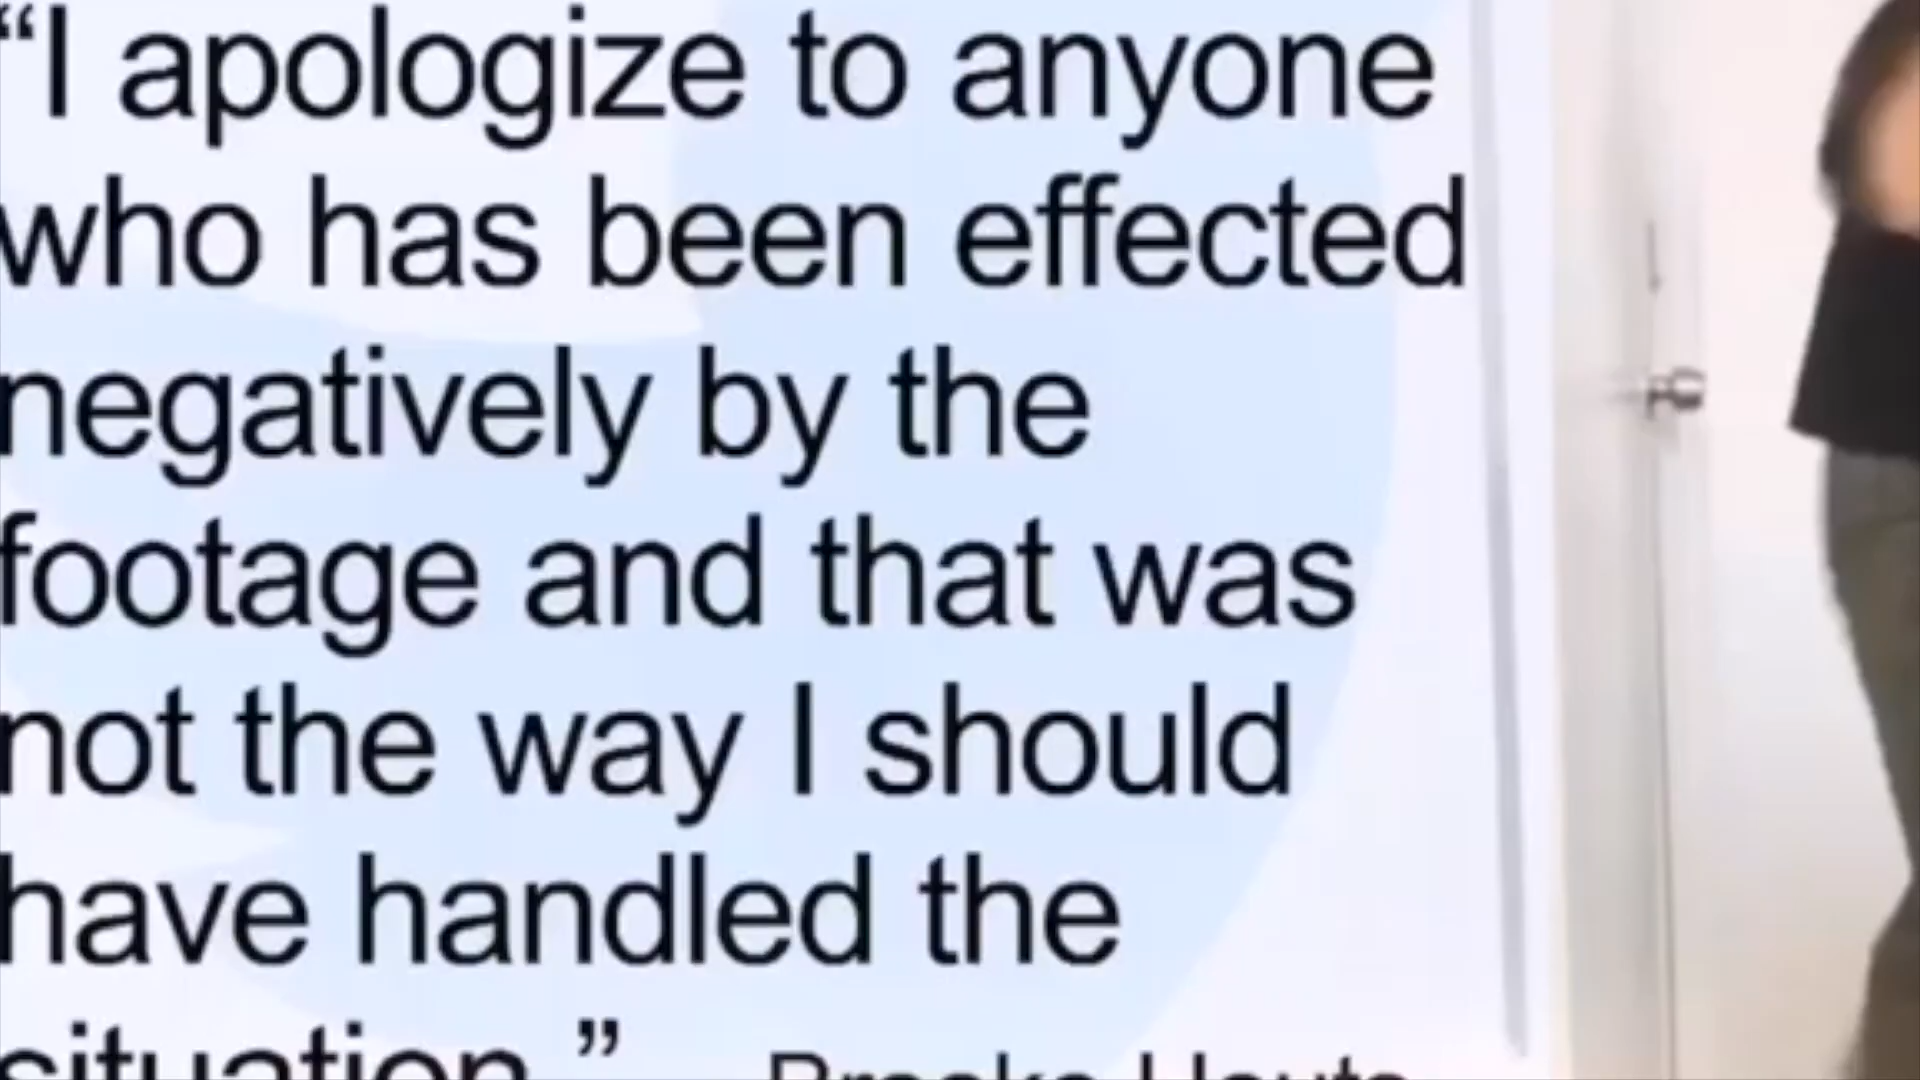 “I apologize to anyone
who has been effected
negatively by the
footage and that was
not the way I should
have handled the
situation.”